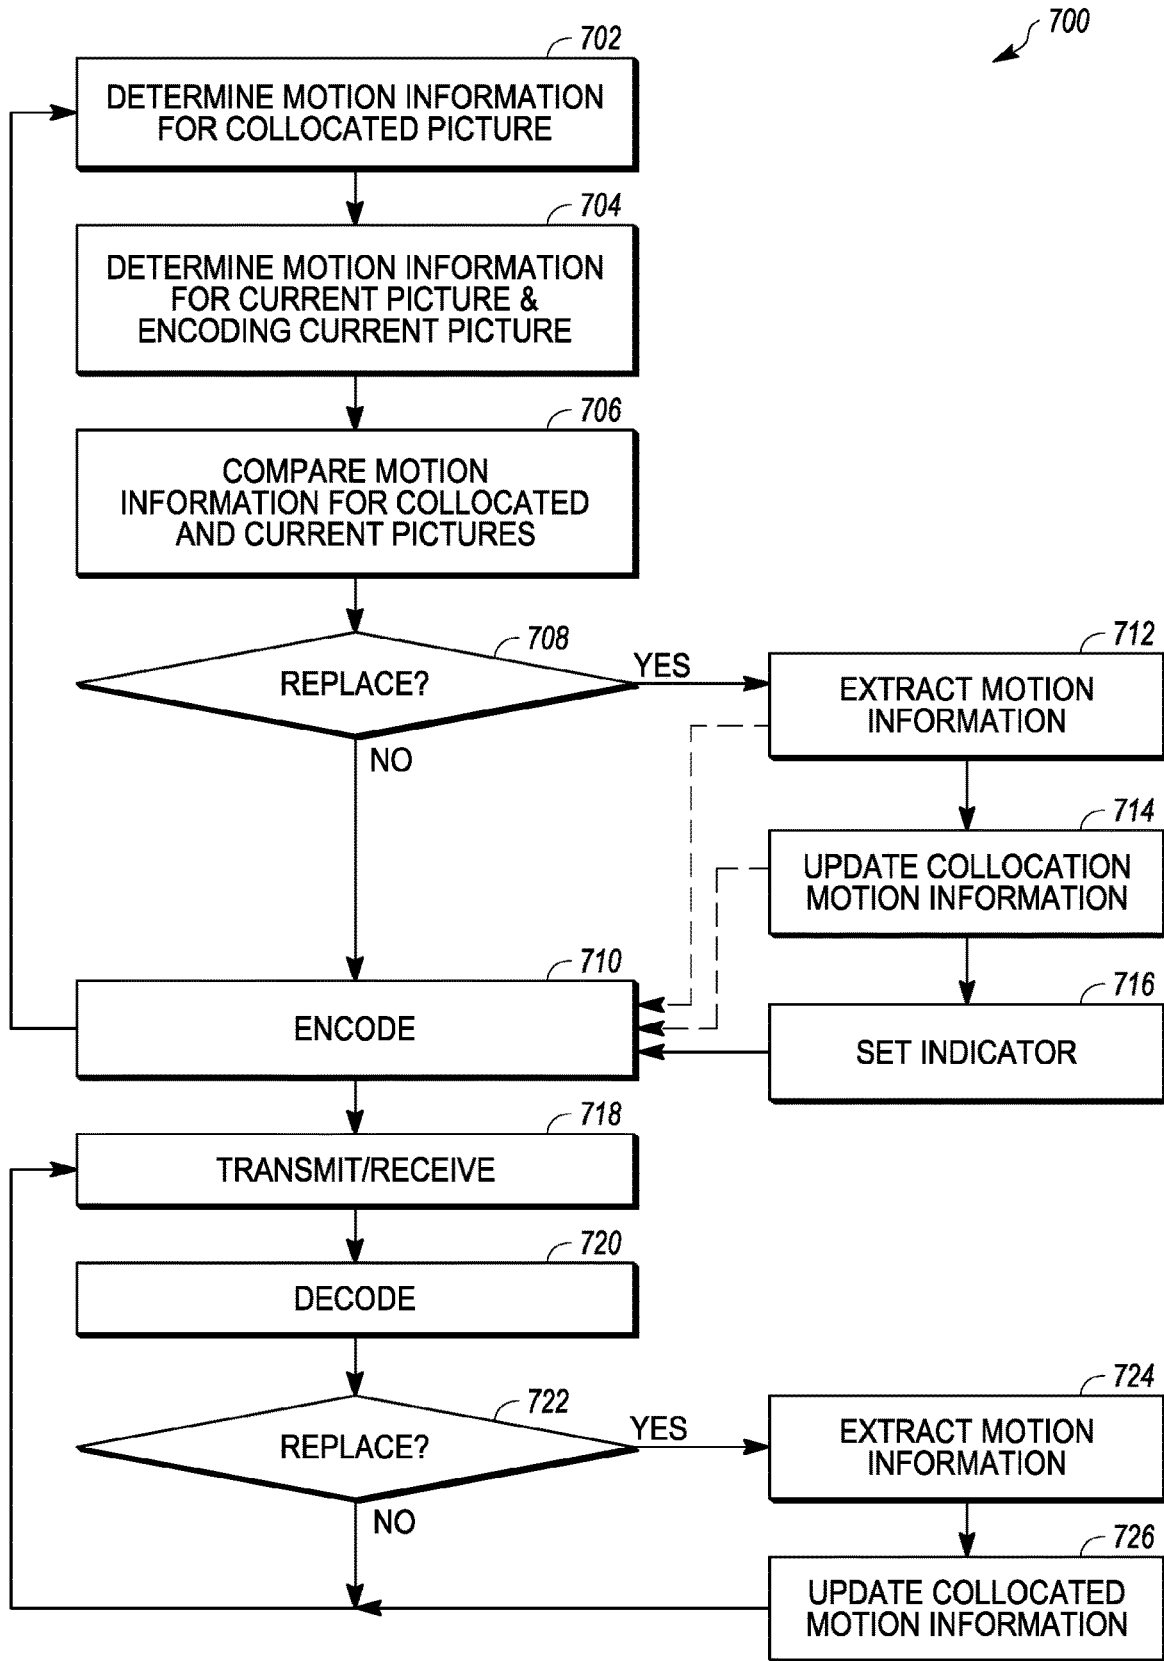 700
702
DETERMINE MOTION INFORMATION
FOR COLLOCATED PICTURE
704
DETERMINE MOTION INFORMATION
FOR CURRENT PICTURE &
ENCODING CURRENT PICTURE
706
COMPARE MOTION
INFORMATION FOR COLLOCATED
AND CURRENT PICTURES
708
REPLACE?
YES
NO
712
EXTRACT MOTION
INFORMATION
714
UPDATE COLLOCATION
MOTION INFORMATION
716
SET INDICATOR
710
ENCODE
718
TRANSMIT/RECEIVE
720
DECODE
722
REPLACE?
YES
NO
724
EXTRACT MOTION
INFORMATION
726
UPDATE COLLOCATED
MOTION INFORMATION